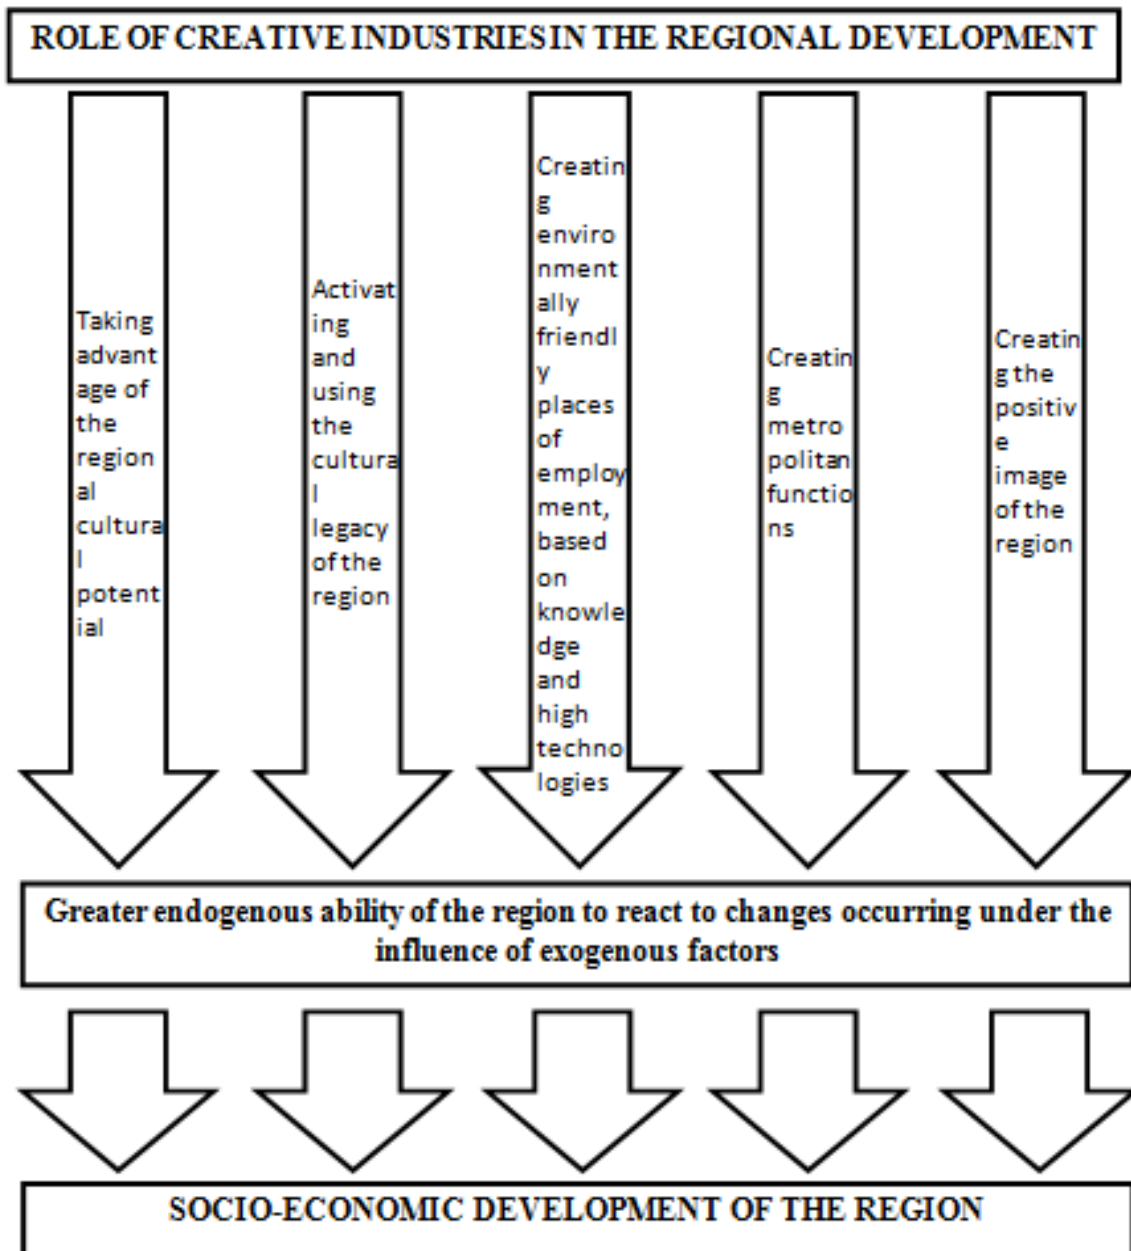 ROLE OF CREATIVE INDUSTRIES IN THE REGIONAL DEVELOPMENT
Taking
advant
age of
the
region
al
cultura
l
potent
ial
Activat
ing
and
using
the
cultura
l
legacy
of the
region
Creatin
g
enviro
nment
ally
friendl
y
places
of
employ
ment,
based
on
knowle
dge
and
high
techno
logies
Creatin
g
metro
politan
functio
ns
Creatin
g the
positiv
e
image
of the
region
Greater endogenous ability of the region to react to changes occurring under the
influence of exogenous factors
SOCIO-ECONOMIC DEVELOPMENT OF THE REGION